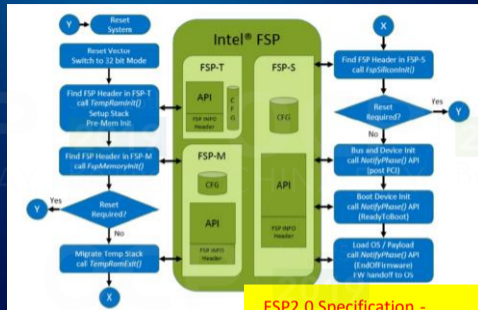 Y
Reset
System
Reset Vector
Switch to 32 bit Mode
Find FSP Header in FSP-T
call TempRamInit()
Setup Stack
Pre-Mem Init
Find FSP Header in FSP-M
call FspMemoryInit()
Yes
Y
Reset
Required?
No
Migrate Temp Stack
call TempRamExit()
X
Intel® FSP
FSP-T
API
FSP INFO
Header
C
F
G
FSP-M
CFG
API
FSP INFO
Header
FSP-S
CFG
API
FSP INFO
Header
X
Find FSP Header in FSP-S
call FspSiliconInit()
Reset
Required?
Yes
Y
No
Bus and Device Init
call NotifyPhase() API
(post PCI)
Boot Device Init
call NotifyPhase() API
(ReadyToBoot)
Load OS / Payload
call NotifyPhase() API
(EndOfFirmware)
FW handoff to OS
FSP2.0 Specification -